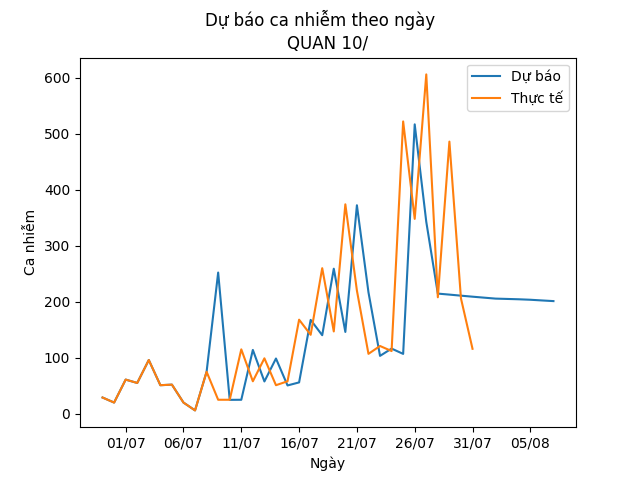 Dự báo ca nhiễm theo ngày
QUAN 10/
Dự báo
Thực tế
600
500
400
300
200
100
0
Ca nhiễm
01/07 06/07 11/07 16/07 21/07 26/07 31/07 05/08
Ngày